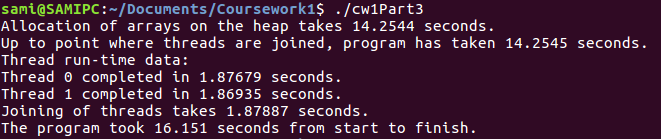 sami@SAMIPC:~/Documents/Coursework1$ ./cw1Part3
Allocation of arrays on the heap takes 14.2544 seconds.
Up to point where threads are joined, program has taken 14.2545 seconds.
Thread run-time data:
Thread 0 completed in 1.87679 seconds.
Thread 1 completed in 1.86935 seconds.
Joining of threads takes 1.87887 seconds.
The program took 16.151 seconds from start to finish.